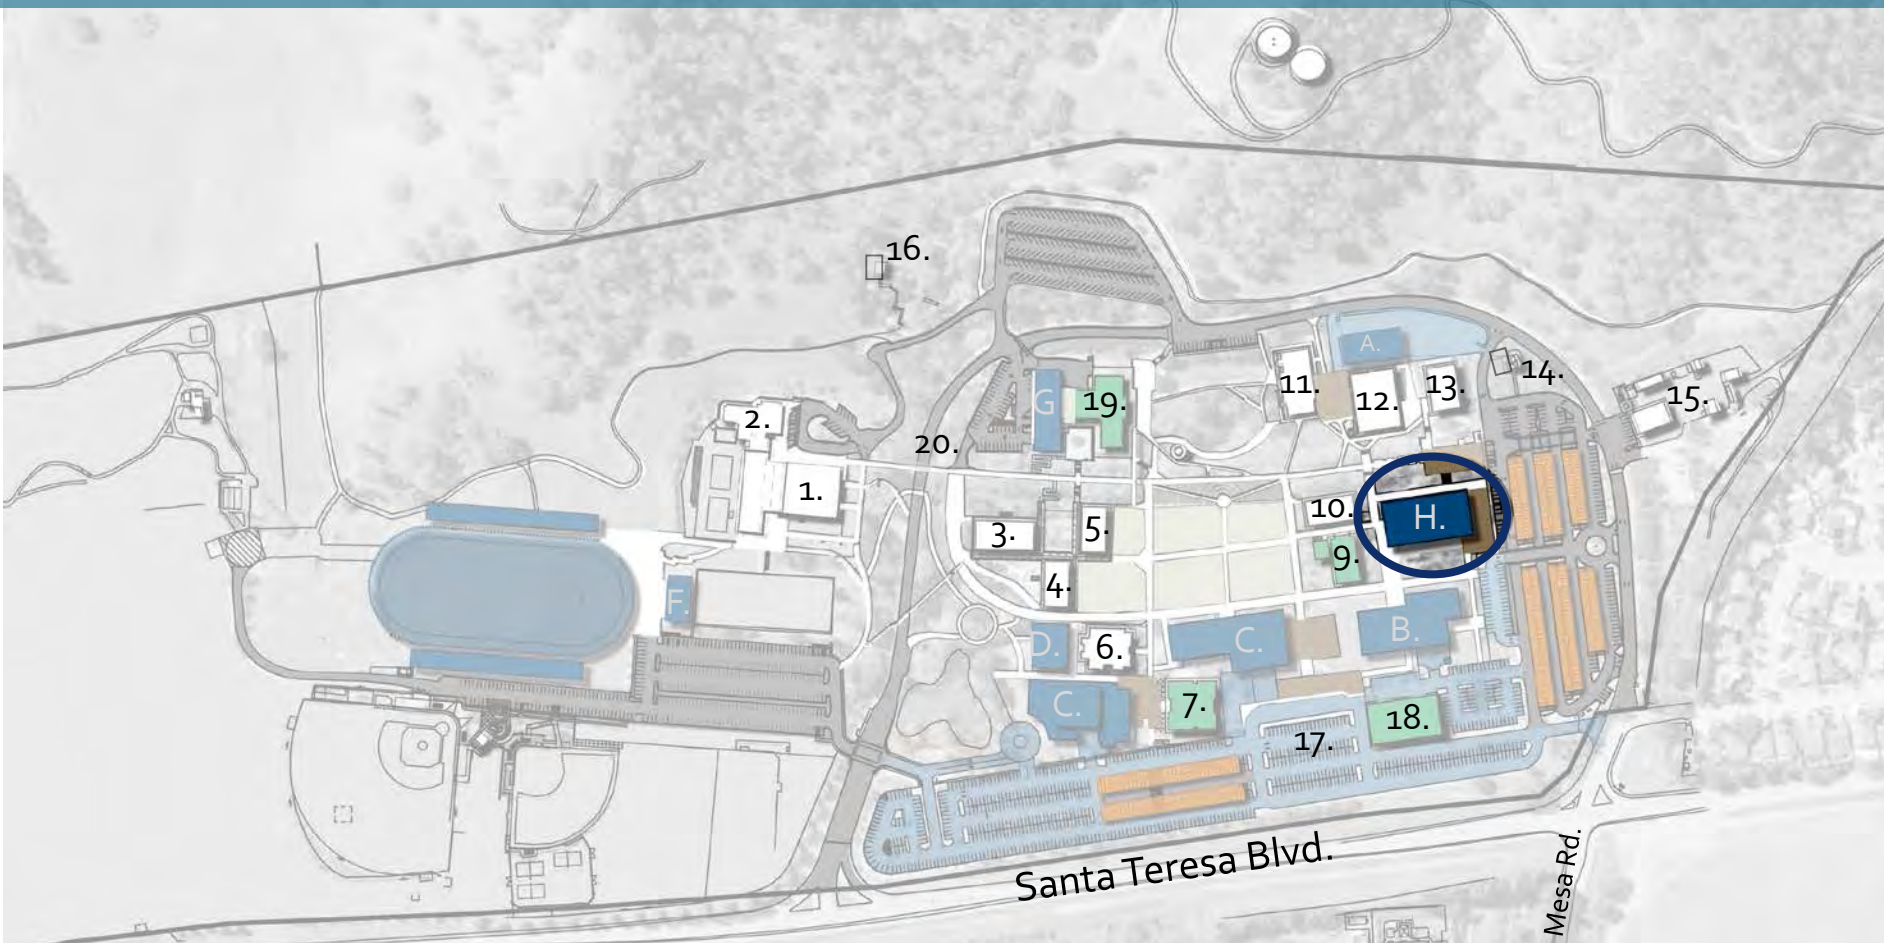 16.
A.
11.
12.
13.
14.
15.
G
19.
2.
20.
1.
10.
H.
3.
5.
9.
4.
F.
D.
6.
C.
B.
C.
7.
18.
17.
Santa Teresa Blvd.
Mesa Rd.